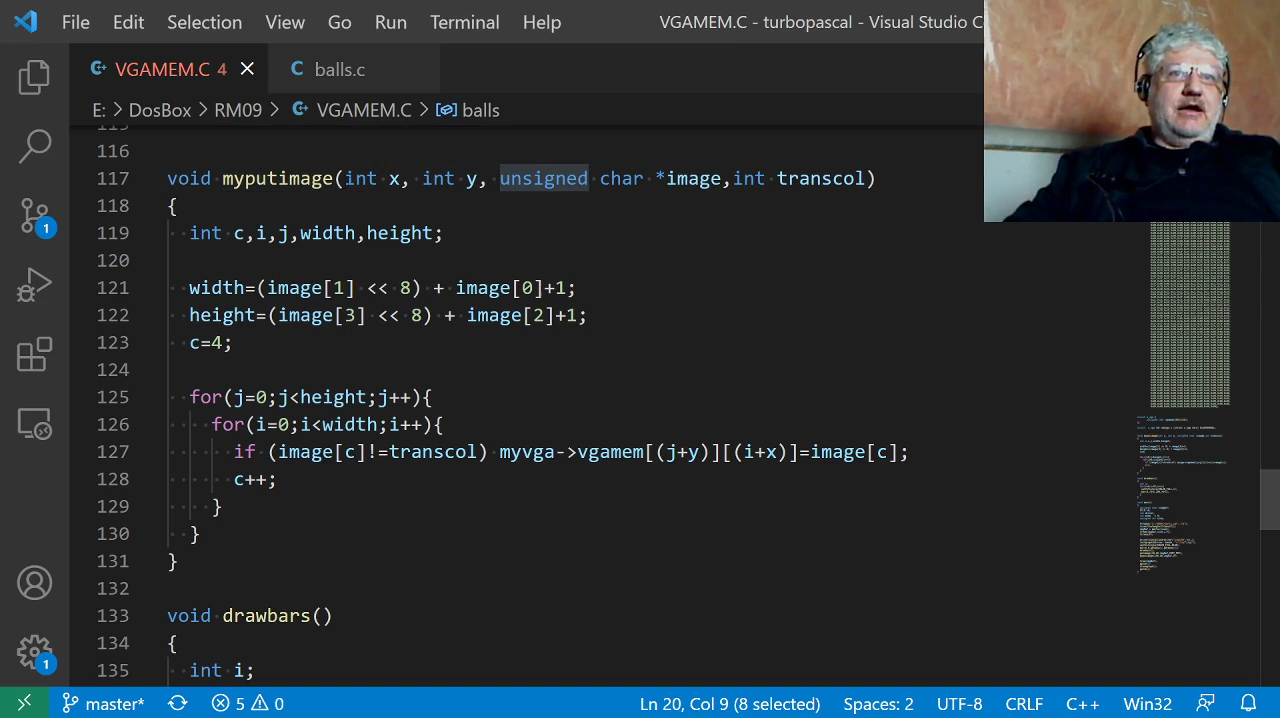 File Edit Selection View Go Run Terminal Help VGAMEM.C - turbopascal - Visual Studio C
VGAMEM.C 4 balls.c
E: > DosBox > RM09 > VGAMEM.C > balls
116
117 void myputimage(int x, int y, unsigned char *image,int transcol)
118 {
119 int c,i,j,width,height;
120
121 width=(image[1] << 8) + image[0]+1;
122 height=(image[3] << 8) + image[2]+1;
123 c=4;
124
125 for(j=0;j<height;j++){
126 for(i=0;i<width;i++){
127 if (image[c]!=transcol) myvga->vgamem[(j+y)][(i+x)]=image[c];
128 c++;
129 }
130 }
131 }
132
133 void drawbars()
134 {
135 int i;
1
1
master* 5 0 Ln 20, Col 9 (8 selected) Spaces: 2 UTF-8 CRLF C++ Win32